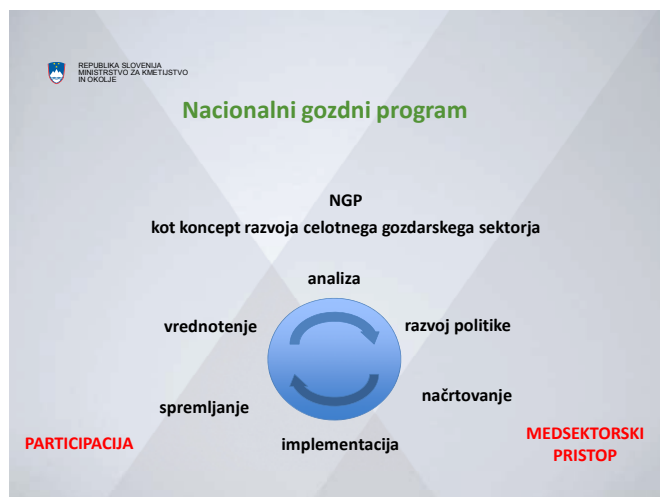 REPUBLIKA SLOVENIJA
MINISTRSTVO ZA KMETIJSTVO
IN OKOLJE
Nacionalni gozdni program
NGP
kot koncept razvoja celotnega gozdarskega sektorja
analiza
vrednotenje
razvoj politike
načrtovanje
spremljanje
implementacija
PARTICIPACIJA
MEDSEKTORSKI
PRISTOP